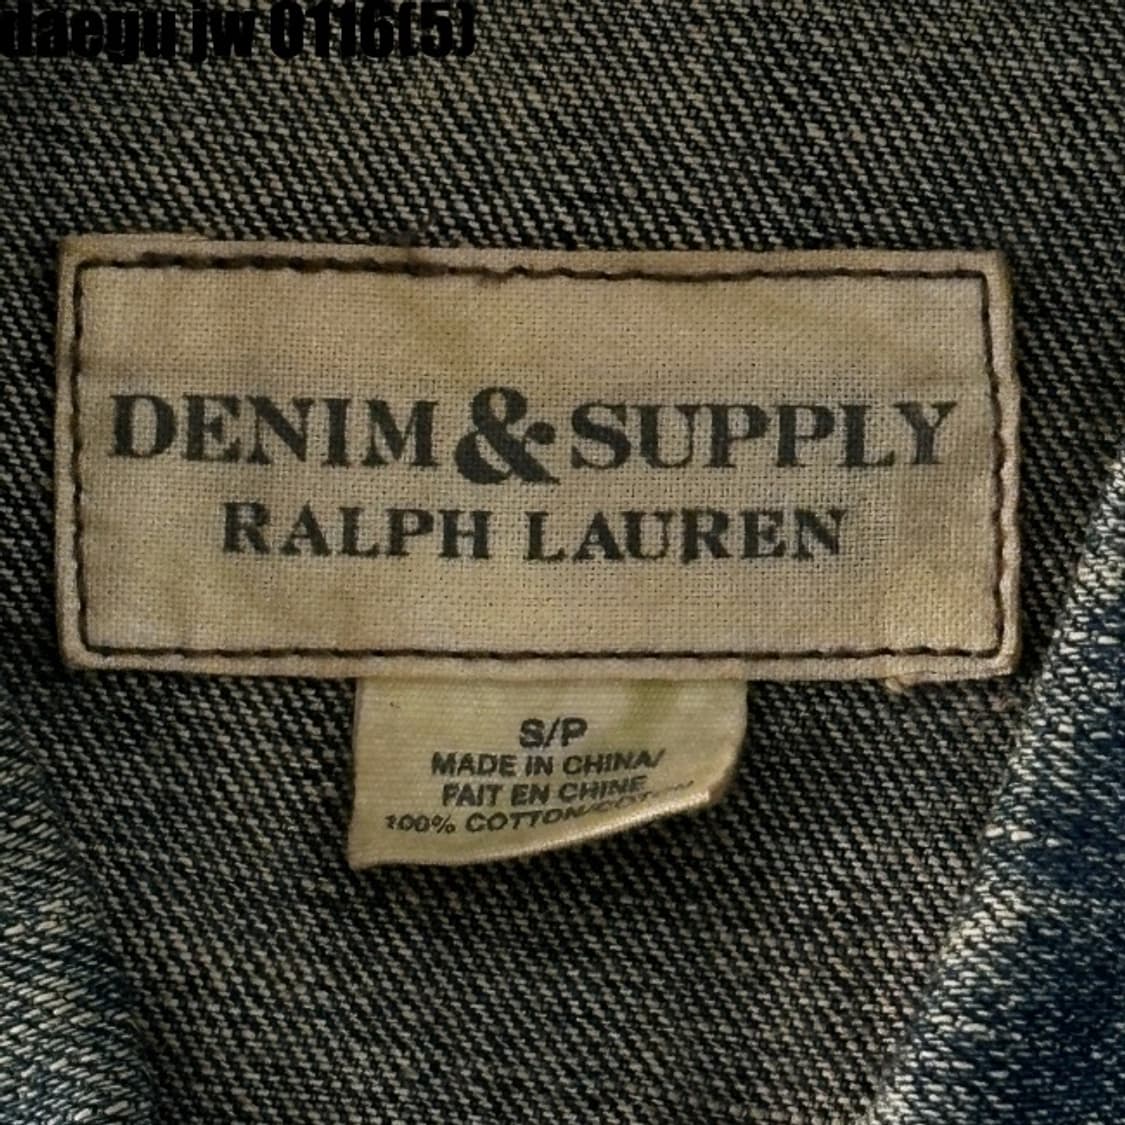 daegu jw 0116(5)
DENIM & SUPPLY
RALPH LAUREN
S/P
MADE IN CHINA/
FAIT EN CHINE
100% COTTON/